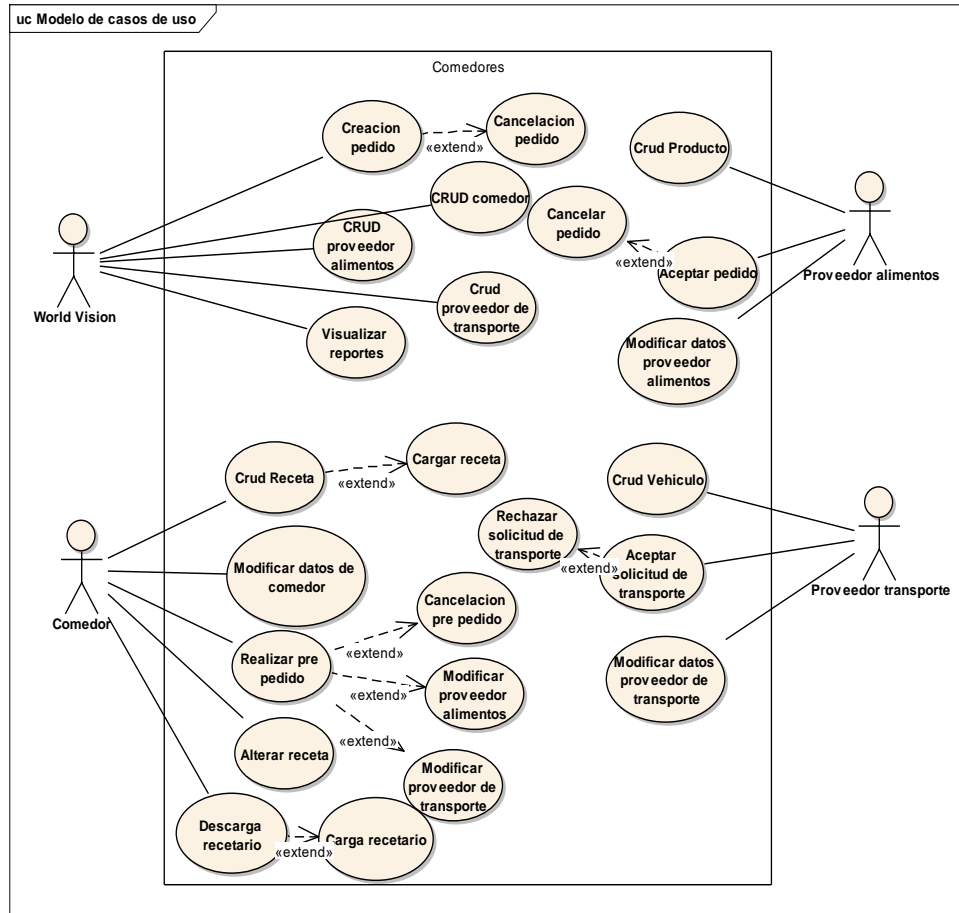 uc Modelo de casos de uso
Comedores
Creacion
pedido
«extend»
Cancelacion
pedido
Crud Producto
CRUD comedor
Cancelar
pedido
CRUD
proveedor
alimentos
«extend»
Aceptar pedido
Proveedor alimentos
World Vision
Crud
proveedor de
transporte
Visualizar
reportes
Modificar datos
proveedor
alimentos
Crud Receta
«extend»
Cargar receta
Crud Vehiculo
Rechazar
solicitud de
transporte
«extend»
Aceptar
solicitud de
transporte
Proveedor transporte
Modificar datos de
comedor
Comedor
Cancelacion
pre pedido
«extend»
Realizar pre
pedido
«extend»
Modificar
proveedor
alimentos
Modificar datos
proveedor de
transporte
«extend»
Alterar receta
Modificar
proveedor de
transporte
Descarga
recetario
«extend»
Carga recetario